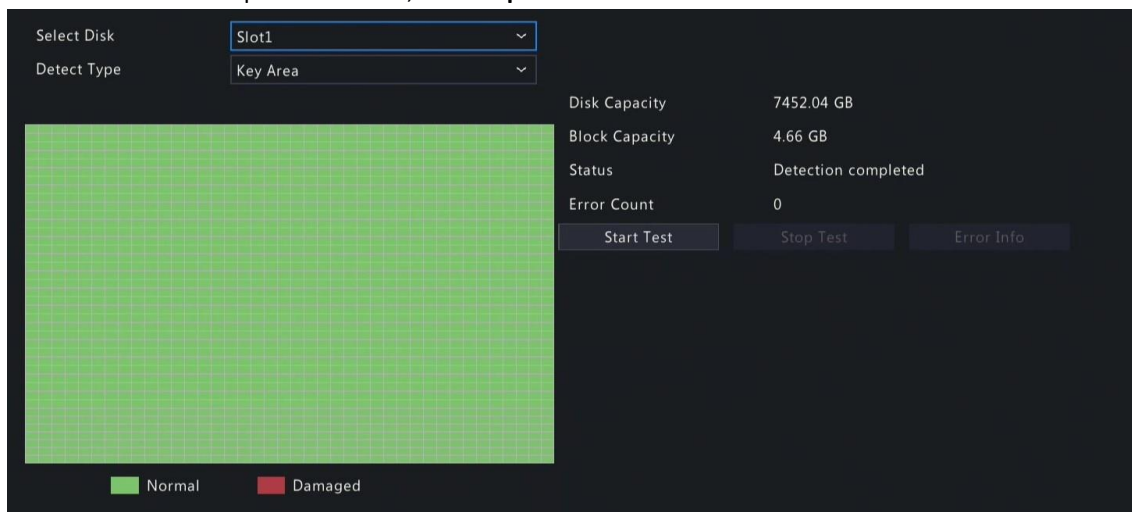 Select Disk Slot1
Detect Type Key Area
Disk Capacity 7452.04 GB
Block Capacity 4.66 GB
Status Detection completed
Error Count 0
Start Test Stop Test Error Info
Normal Damaged